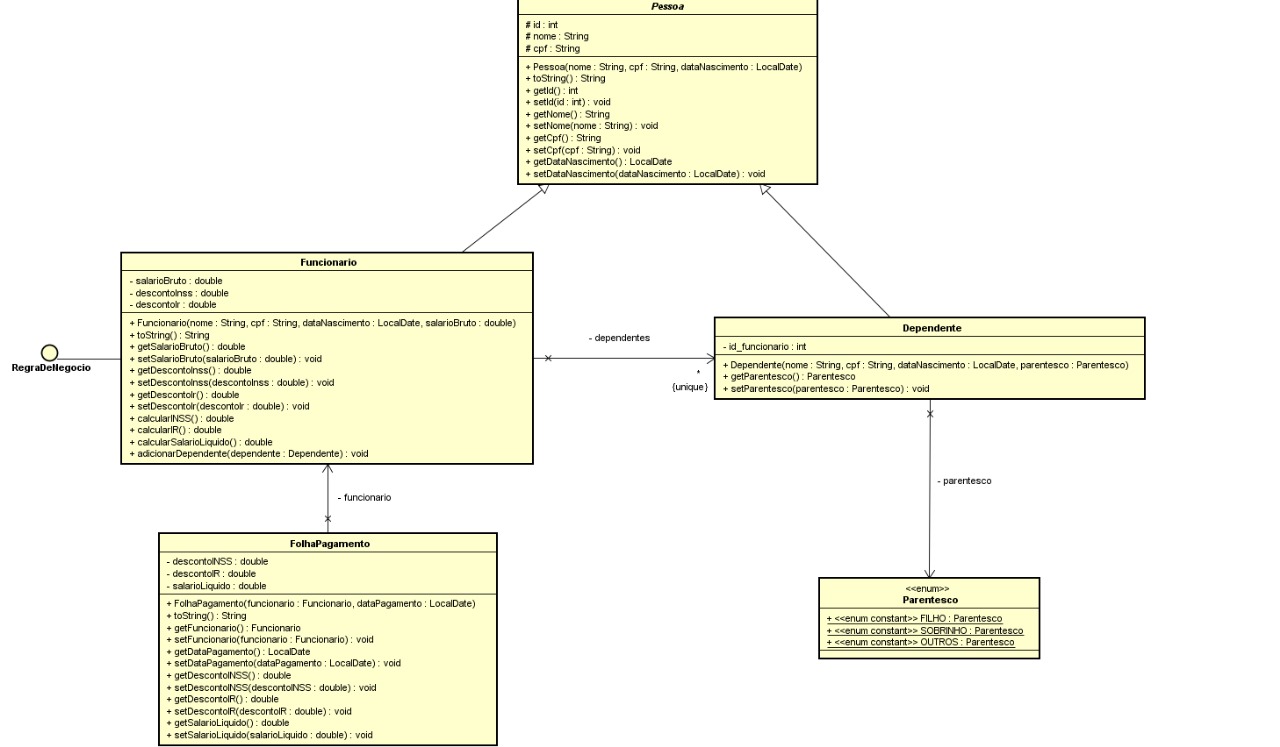 Pessoa
# id : int
# nome : String
# cpf : String
+ Pessoa(nome : String, cpf : String, dataNascimento : LocalDate)
+ toString() : String
+ getId() : int
+ setId(id : int) : void
+ getNome() : String
+ setNome(nome : String) : void
+ getCpf() : String
+ setCpf(cpf : String) : void
+ getDataNascimento() : LocalDate
+ setDataNascimento(dataNascimento : LocalDate) : void
Funcionario
- salarioBruto : double
- descontoInss : double
- descontoIr : double
+ Funcionario(nome : String, cpf : String, dataNascimento : LocalDate, salarioBruto : double)
+ toString() : String
+ getSalarioBruto() : double
+ setSalarioBruto(salarioBruto : double) : void
+ getDescontoInss() : double
+ setDescontoInss(descontoInss : double) : void
+ getDescontoIr() : double
+ setDescontoIr(descontoIr : double) : void
+ calcularINSS() : double
+ calcularIR() : double
+ calcularSalarioLiquido() : double
+ adicionarDependente(dependente : Dependente) : void
RegraDeNegocio
- dependentes
*
{unique}
Dependente
- id_funcionario : int
+ Dependente(nome : String, cpf : String, dataNascimento : LocalDate, parentesco : Parentesco)
+ getParentesco() : Parentesco
+ setParentesco(parentesco : Parentesco) : void
- parentesco
- funcionario
FolhaPagamento
- descontoINSS : double
- descontoIR : double
- salarioLiquido : double
+ FolhaPagamento(funcionario : Funcionario, dataPagamento : LocalDate)
+ toString() : String
+ getFuncionario() : Funcionario
+ setFuncionario(funcionario : Funcionario) : void
+ getDataPagamento() : LocalDate
+ setDataPagamento(dataPagamento : LocalDate) : void
+ getDescontoINSS() : double
+ setDescontoINSS(descontoINSS : double) : void
+ getDescontoIR() : double
+ setDescontoIR(descontoIR : double) : void
+ getSalarioLiquido() : double
+ setSalarioLiquido(salarioLiquido : double) : void
<<enum>>
Parentesco
+ <<enum constant>> FILHO : Parentesco
+ <<enum constant>> SOBRINHO : Parentesco
+ <<enum constant>> OUTROS : Parentesco